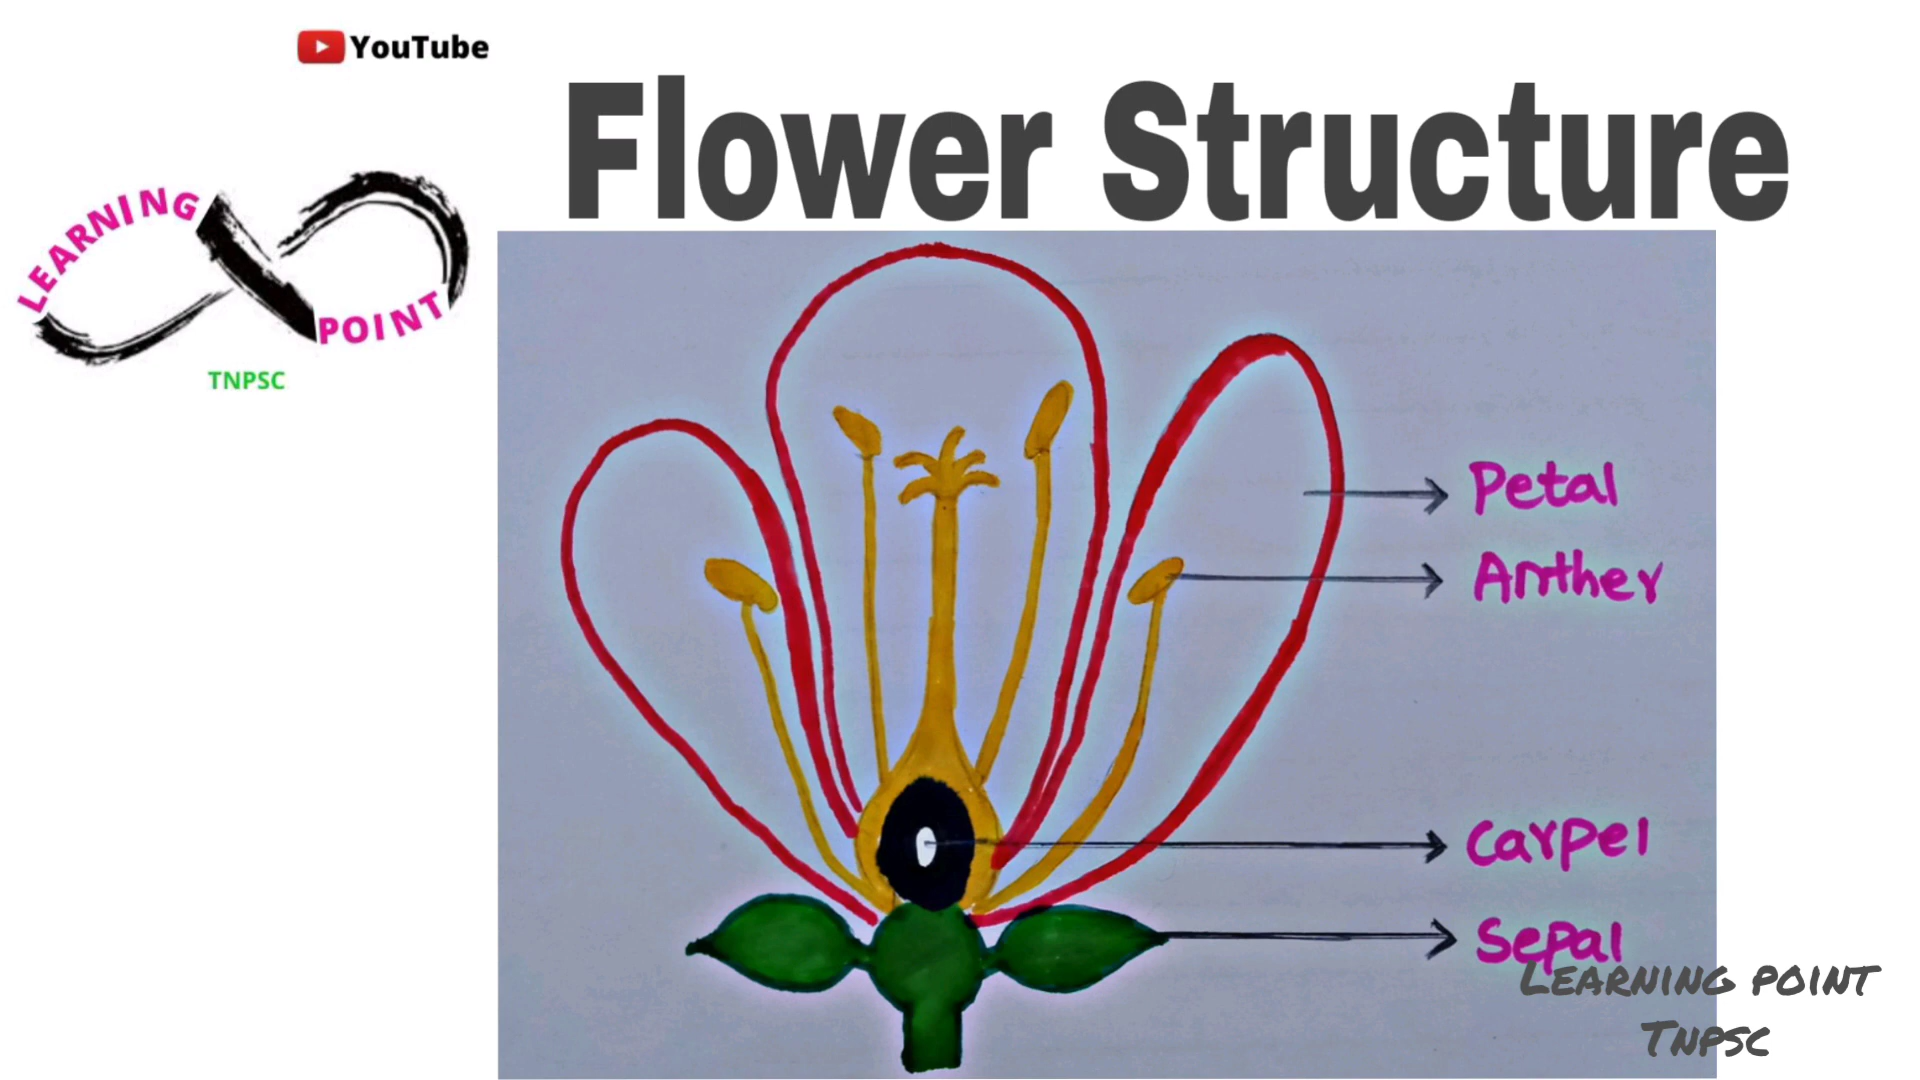 YouTube
Flower Structure
LEARNING
POINT
TNPSC
Petal
Anther
Carpel
Sepal
LEARNING POINT
TNPSC